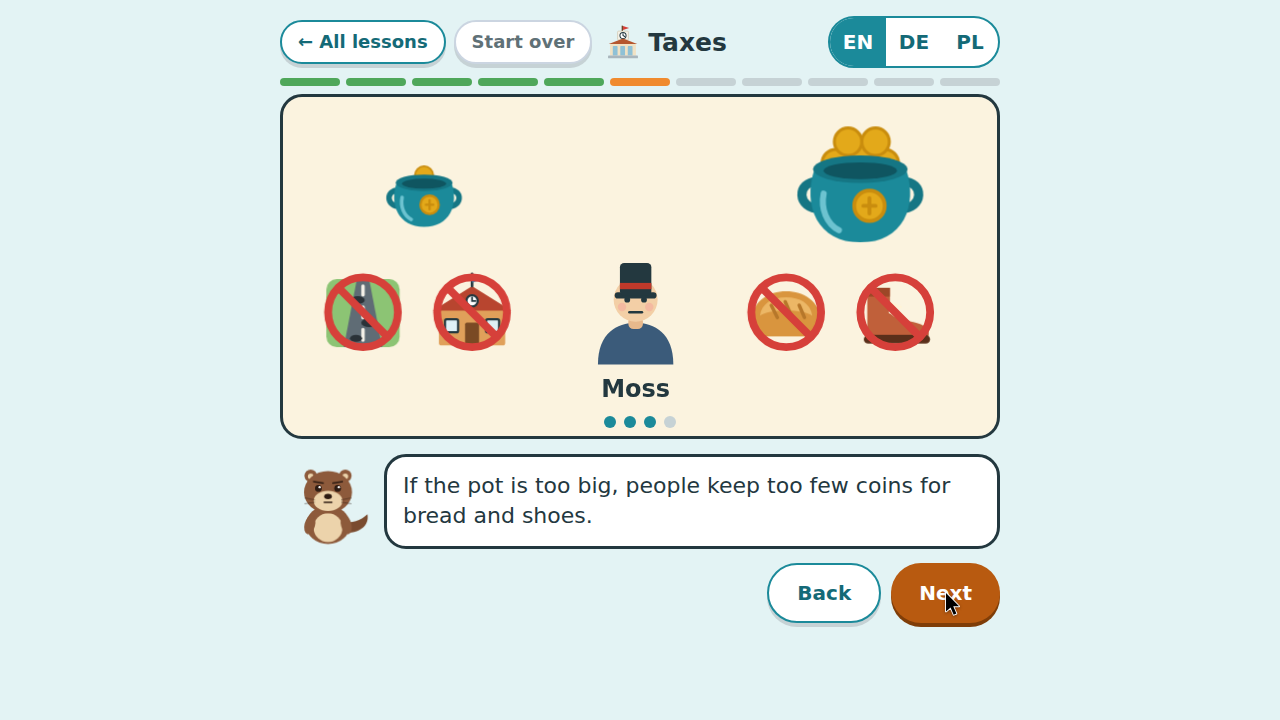 ← All lessons
Start over
Taxes
EN
DE
PL
Moss
If the pot is too big, people keep too few coins for
bread and shoes.
Back
Next